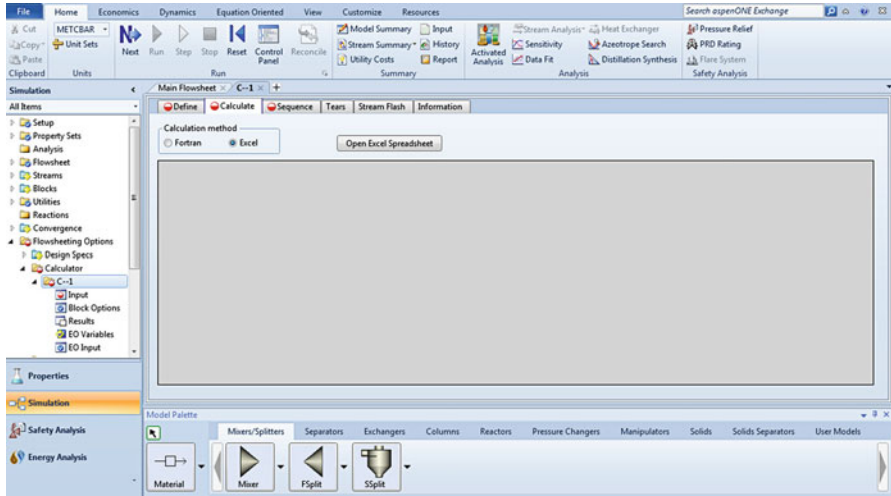 File Home Economics Dynamics Equation Oriented View Customize Resources Search aspenONE Exchange
Cut METCBAR Model Summary Input Stream Analysis Heat Exchanger Pressure Relief
Copy Unit Sets Next Run Step Stop Reset Control Panel Reconcile Stream Summary History Activated Analysis Sensitivity Azeotrope Search PRD Rating
Paste Utility Costs Report Data Fit Distillation Synthesis Flare System
Clipboard Units Run Summary Analysis Safety Analysis
Simulation Main Flowsheet C--1 +
All Items Define Calculate Sequence Tears Stream Flash Information
Setup
Property Sets
Analysis
Flowsheet
Streams
Blocks
Utilities
Reactions
Convergence
Flowsheeting Options
Design Specs
Calculator
C--1
Input
Block Options
Results
EO Variables
EO Input
Calculation method
Fortran Excel Open Excel Spreadsheet
Properties
Simulation
Safety Analysis
Energy Analysis
Model Palette
Mixers/Splitters Separators Exchangers Columns Reactors Pressure Changers Manipulators Solids Solids Separators User Models
Material Mixer FSplit SSplit